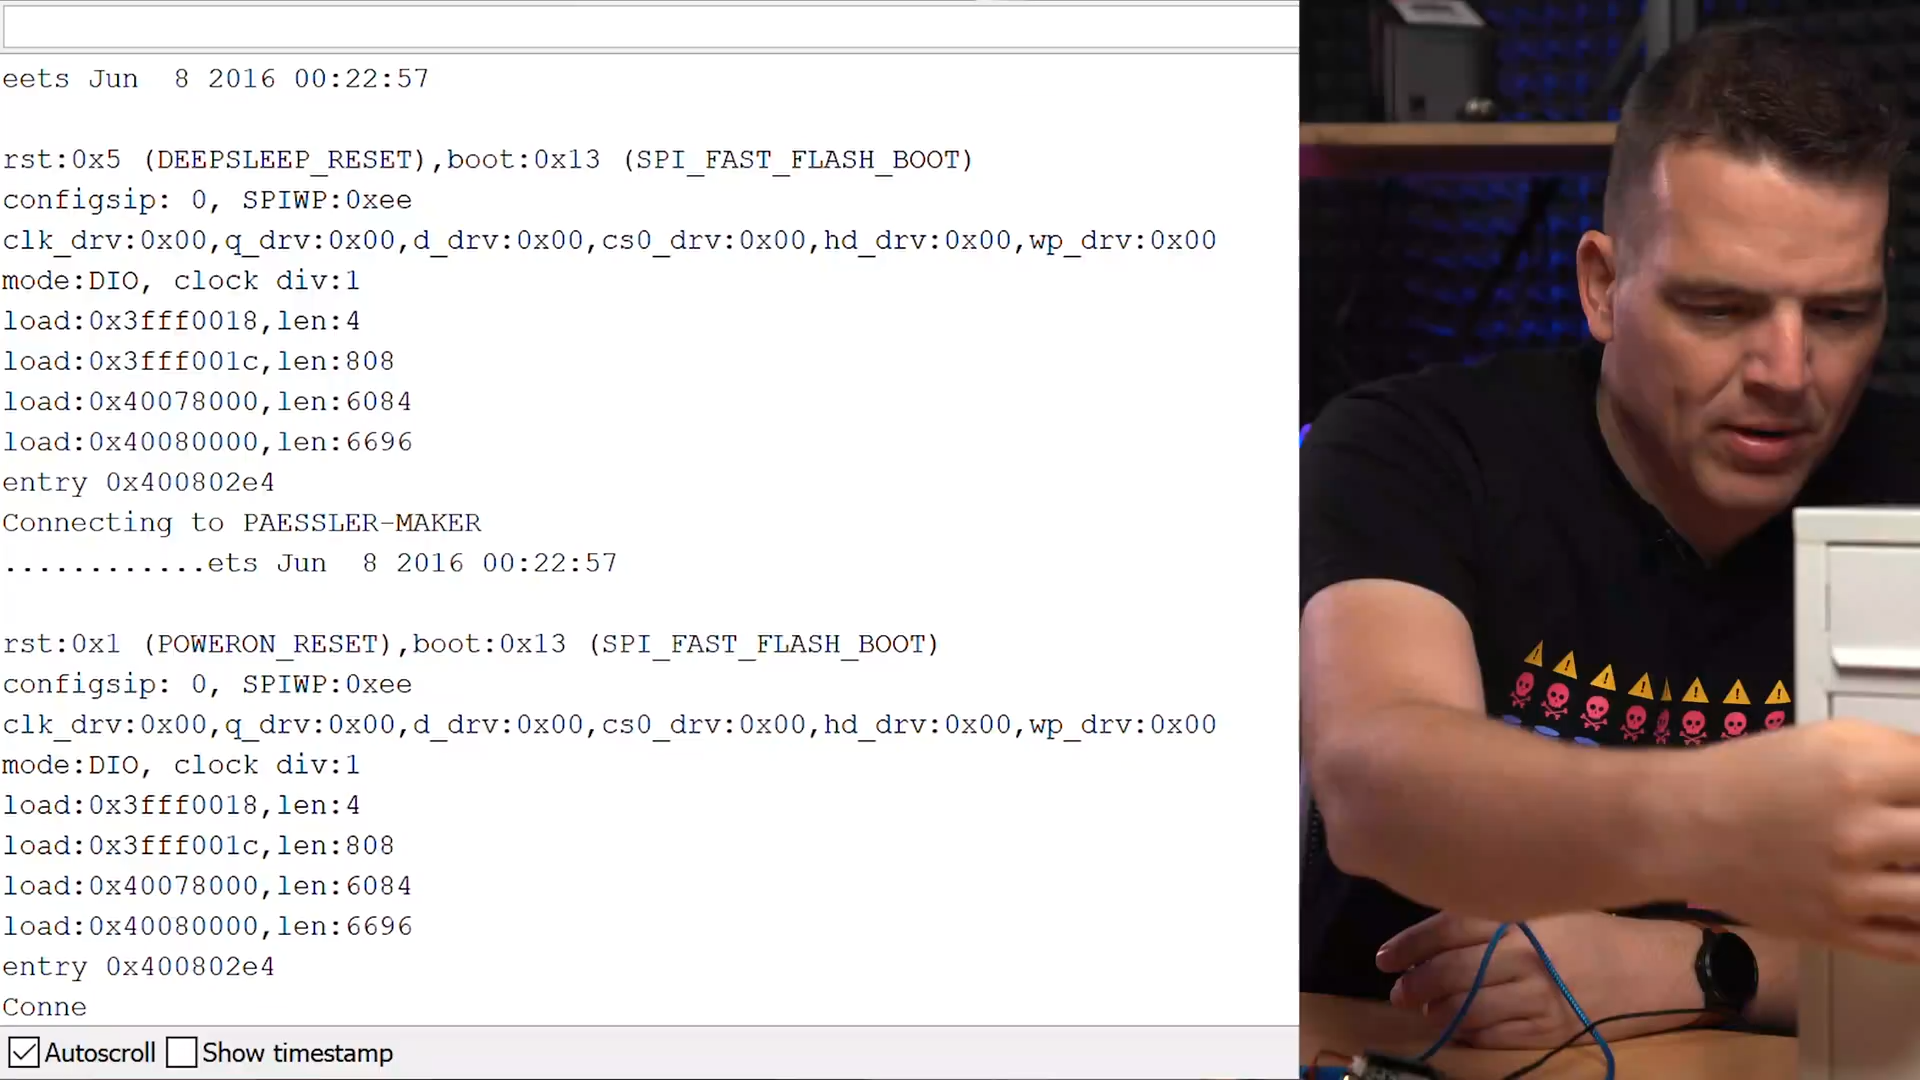 eets Jun  8 2016 00:22:57
rst:0x5 (DEEPSLEEP_RESET),boot:0x13 (SPI_FAST_FLASH_BOOT)
configsip: 0, SPIWP:0xee
clk_drv:0x00,q_drv:0x00,d_drv:0x00,cs0_drv:0x00,hd_drv:0x00,wp_drv:0x00
mode:DIO, clock div:1
load:0x3fff0018,len:4
load:0x3fff001c,len:808
load:0x40078000,len:6084
load:0x40080000,len:6696
entry 0x400802e4
Connecting to PAESSLER-MAKER
............ets Jun  8 2016 00:22:57
rst:0x1 (POWERON_RESET),boot:0x13 (SPI_FAST_FLASH_BOOT)
configsip: 0, SPIWP:0xee
clk_drv:0x00,q_drv:0x00,d_drv:0x00,cs0_drv:0x00,hd_drv:0x00,wp_drv:0x00
mode:DIO, clock div:1
load:0x3fff0018,len:4
load:0x3fff001c,len:808
load:0x40078000,len:6084
load:0x40080000,len:6696
entry 0x400802e4
Conne
Autoscroll Show timestamp